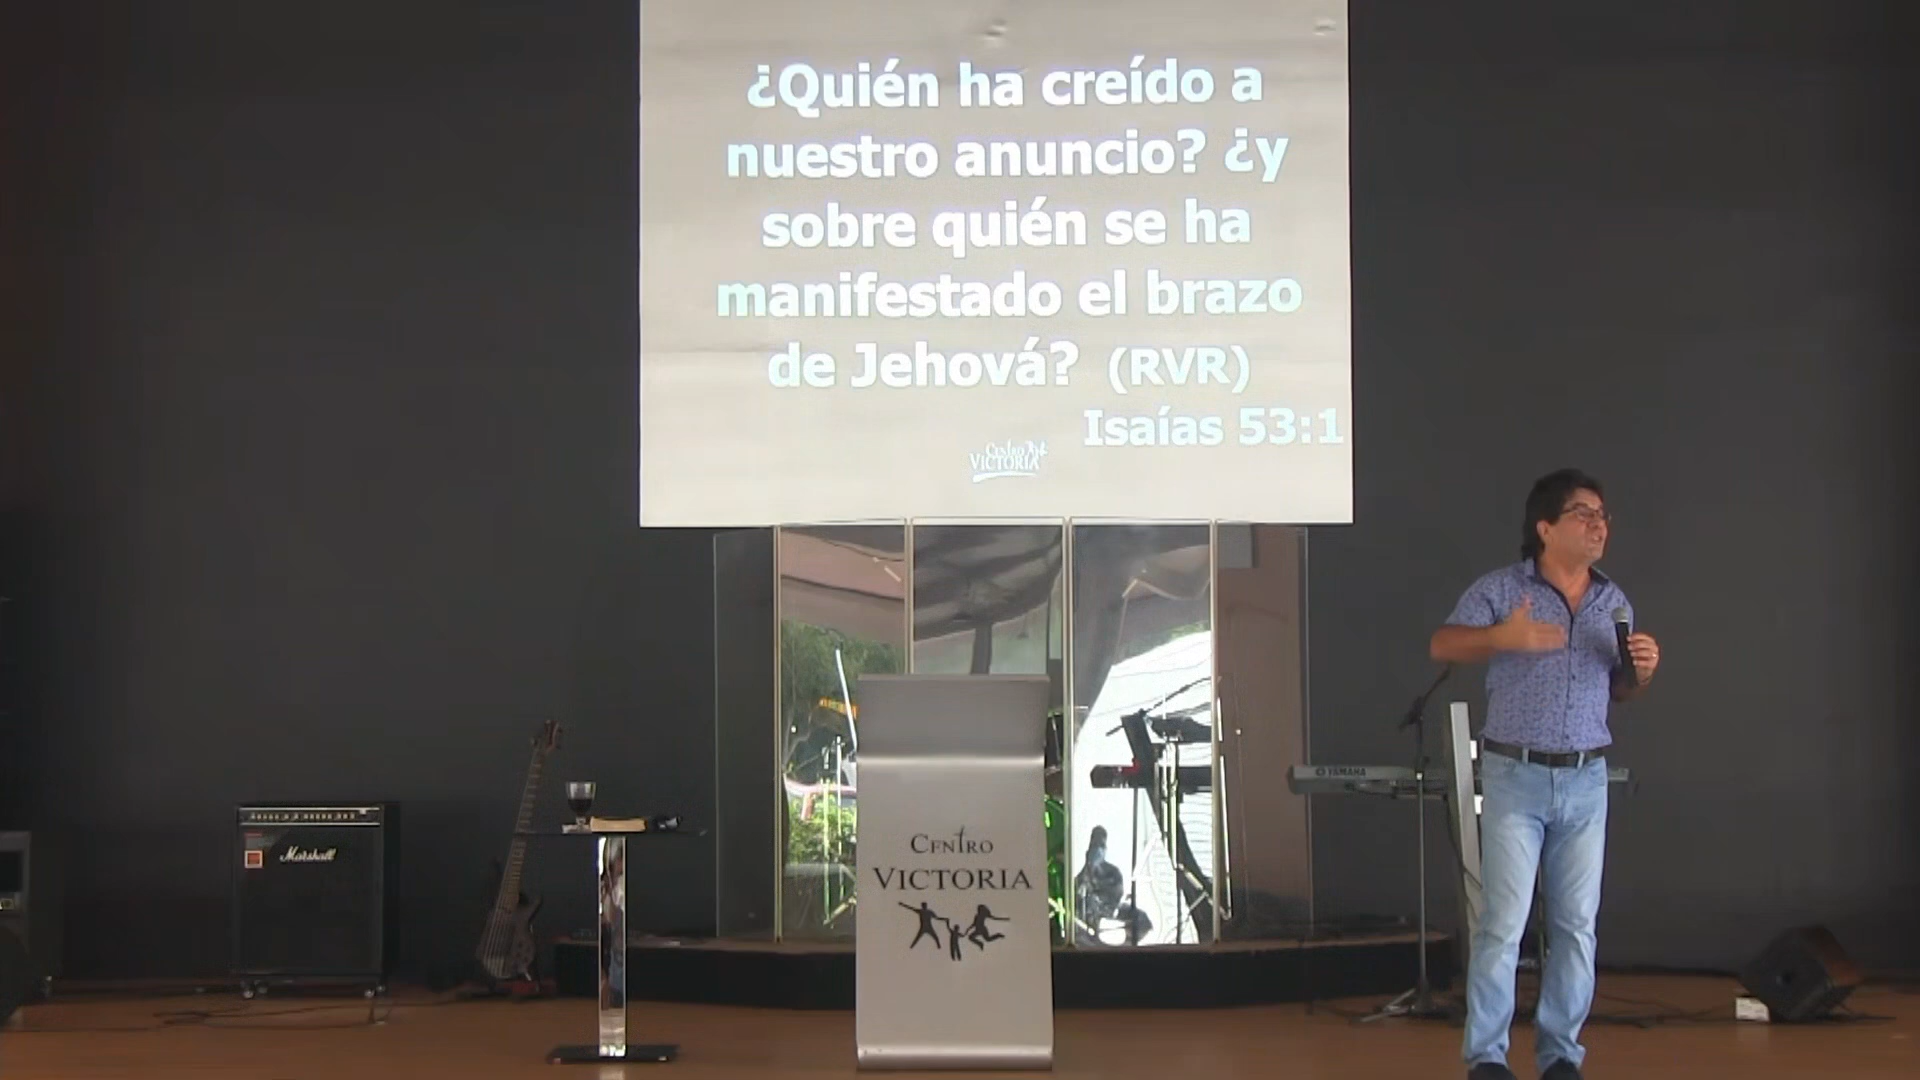 ¿Quién ha creído a
nuestro anuncio? ¿y
sobre quién se ha
manifestado el brazo
de Jehová? (RVR)
Isaías 53:1
CENTRO
VICTORIA
YAMAHA
Marshall
CENTRO
VICTORIA